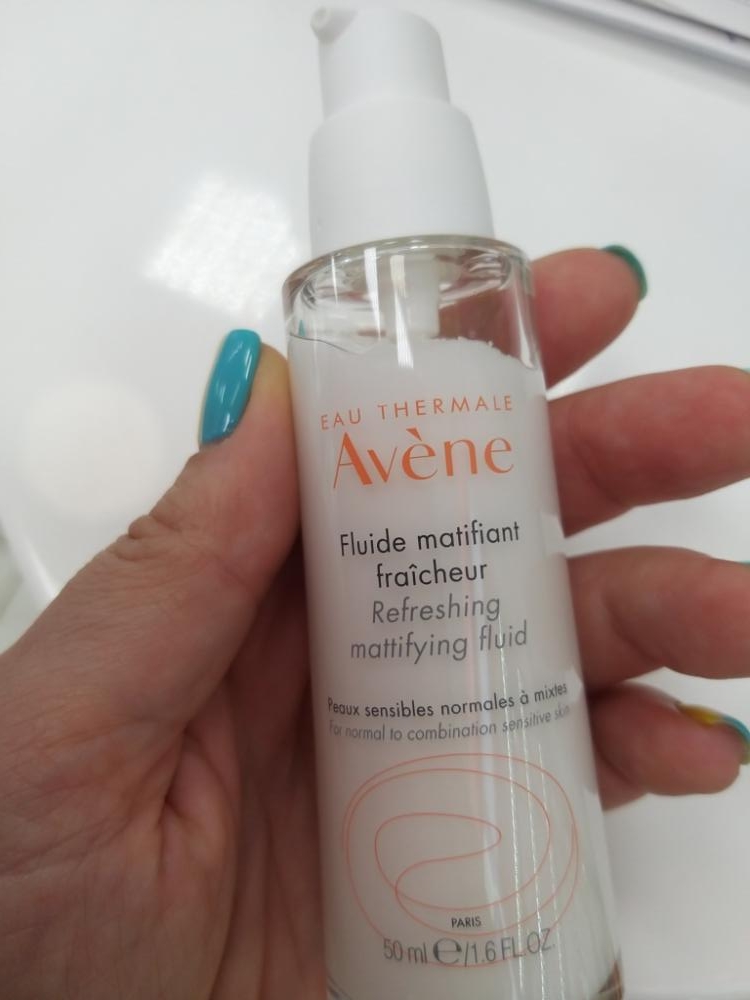 EAU THERMALE
Avène
Fluide matifiant
fraîcheur
Refreshing
mattifying fluid
Peaux sensibles normales à mixtes
For normal to combination sensitive skin
PARIS
50 ml ℮/1.6 FL.OZ.